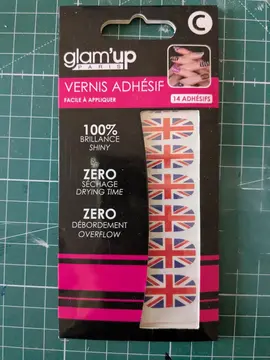 glam'up
PARIS
C
VERNIS ADHÉSIF
FACILE À APPLIQUER
14 ADHÉSIFS
100%
BRILLANCE
SHINY
ZERO
SÉCHAGE
DRYING TIME
ZERO
DÉBORDEMENT
OVERFLOW